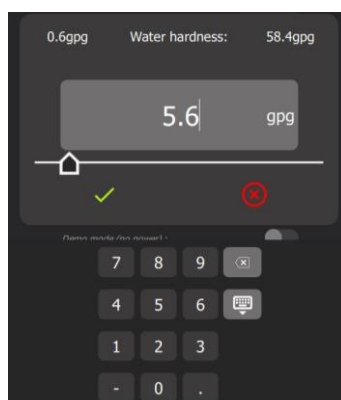 0.6gpg Water hardness: 58.4gpg
5.6 gpg
Demo mode (no power) :
7 8 9
4 5 6
1 2 3
- 0 .